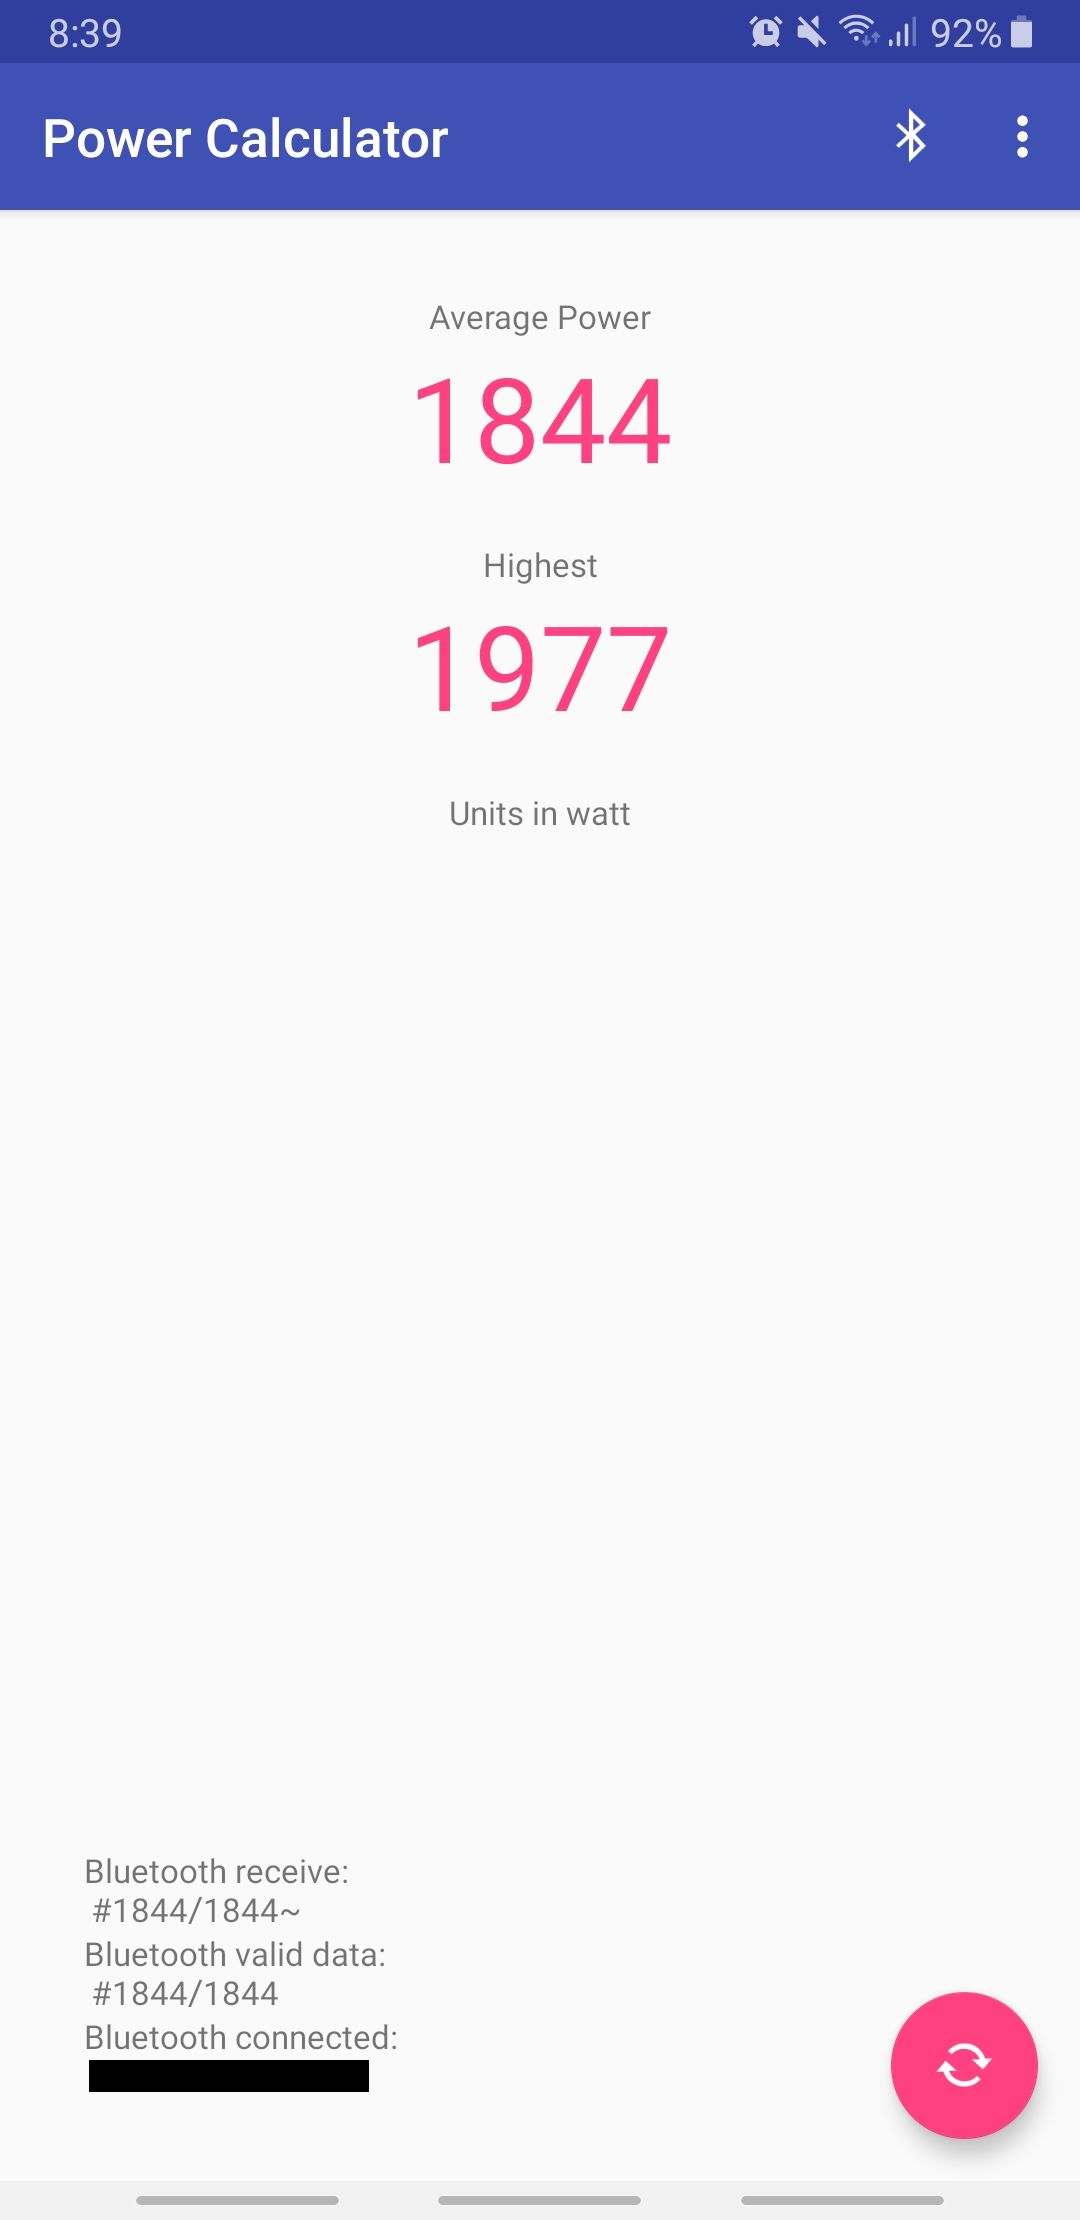 8:39
92%
Power Calculator
Average Power
1844
Highest
1977
Units in watt
Bluetooth receive:
#1844/1844~
Bluetooth valid data:
#1844/1844
Bluetooth connected: